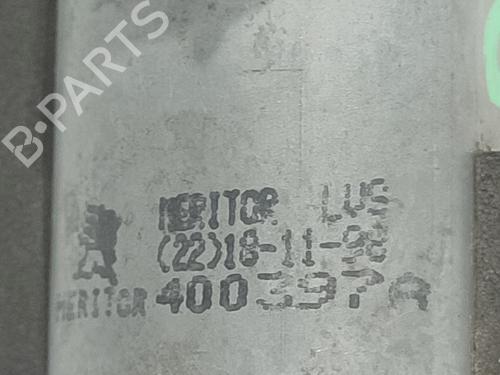 B-PARTS
MERITOR LVS
(22)18-11-98
MERITOR 400397A